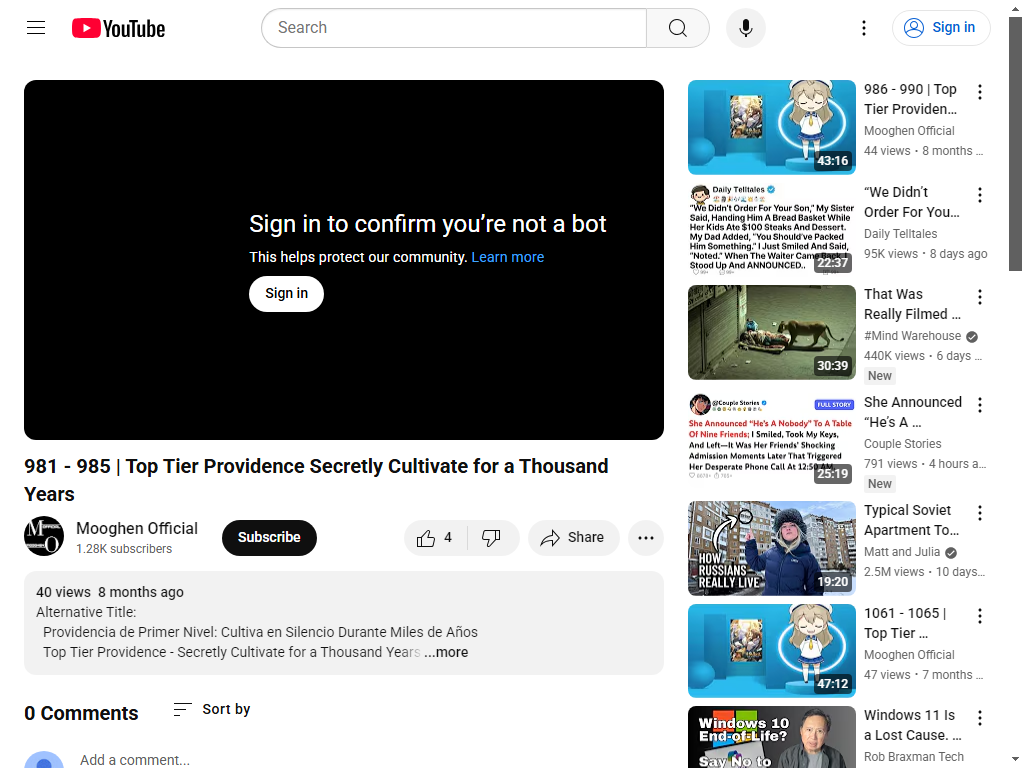 YouTube
Search
Sign in
Sign in to confirm you’re not a bot
This helps protect our community. Learn more
Sign in
981 - 985 | Top Tier Providence Secretly Cultivate for a Thousand
Years
Mooghen Official
1.28K subscribers
Subscribe
4
Share
40 views 8 months ago
Alternative Title:
Providencia de Primer Nivel: Cultiva en Silencio Durante Miles de Años
Top Tier Providence - Secretly Cultivate for a Thousand Years ...more
0 Comments
Sort by
Add a comment...
43:16
986 - 990 | Top
Tier Providen...
Mooghen Official
44 views • 8 months ...
Daily Telltales
"We Didn't Order For Your Son," My Sister
Said, Handing Him A Bread Basket While
Her Kids Ate $100 Steaks And Dessert.
My Dad Added, "You Should've Packed
Him Something." I Just Smiled And Said,
"Noted." When The Waiter Came Back, I
Stood Up And ANNOUNCED..
22:37
“We Didn’t
Order For You...
Daily Telltales
95K views • 8 days ago
30:39
That Was
Really Filmed ...
#Mind Warehouse
440K views • 6 days ...
New
@Couple Stories
FULL STORY
She Announced “He’s A Nobody” To A Table
Of Nine Friends; I Smiled, Took My Keys,
And Left—It Was Her Friends' Shocking
Admission Moments Later That Triggered
Her Desperate Phone Call At 12:50 AM.
25:19
She Announced
“He’s A ...
Couple Stories
791 views • 4 hours a...
New
HOW
RUSSIANS
REALLY LIVE
19:20
Typical Soviet
Apartment To...
Matt and Julia
2.5M views • 10 days...
47:12
1061 - 1065 |
Top Tier ...
Mooghen Official
47 views • 7 months ...
Windows 10
End-of-Life?
Say No to
Windows 11 Is
a Lost Cause. ...
Rob Braxman Tech